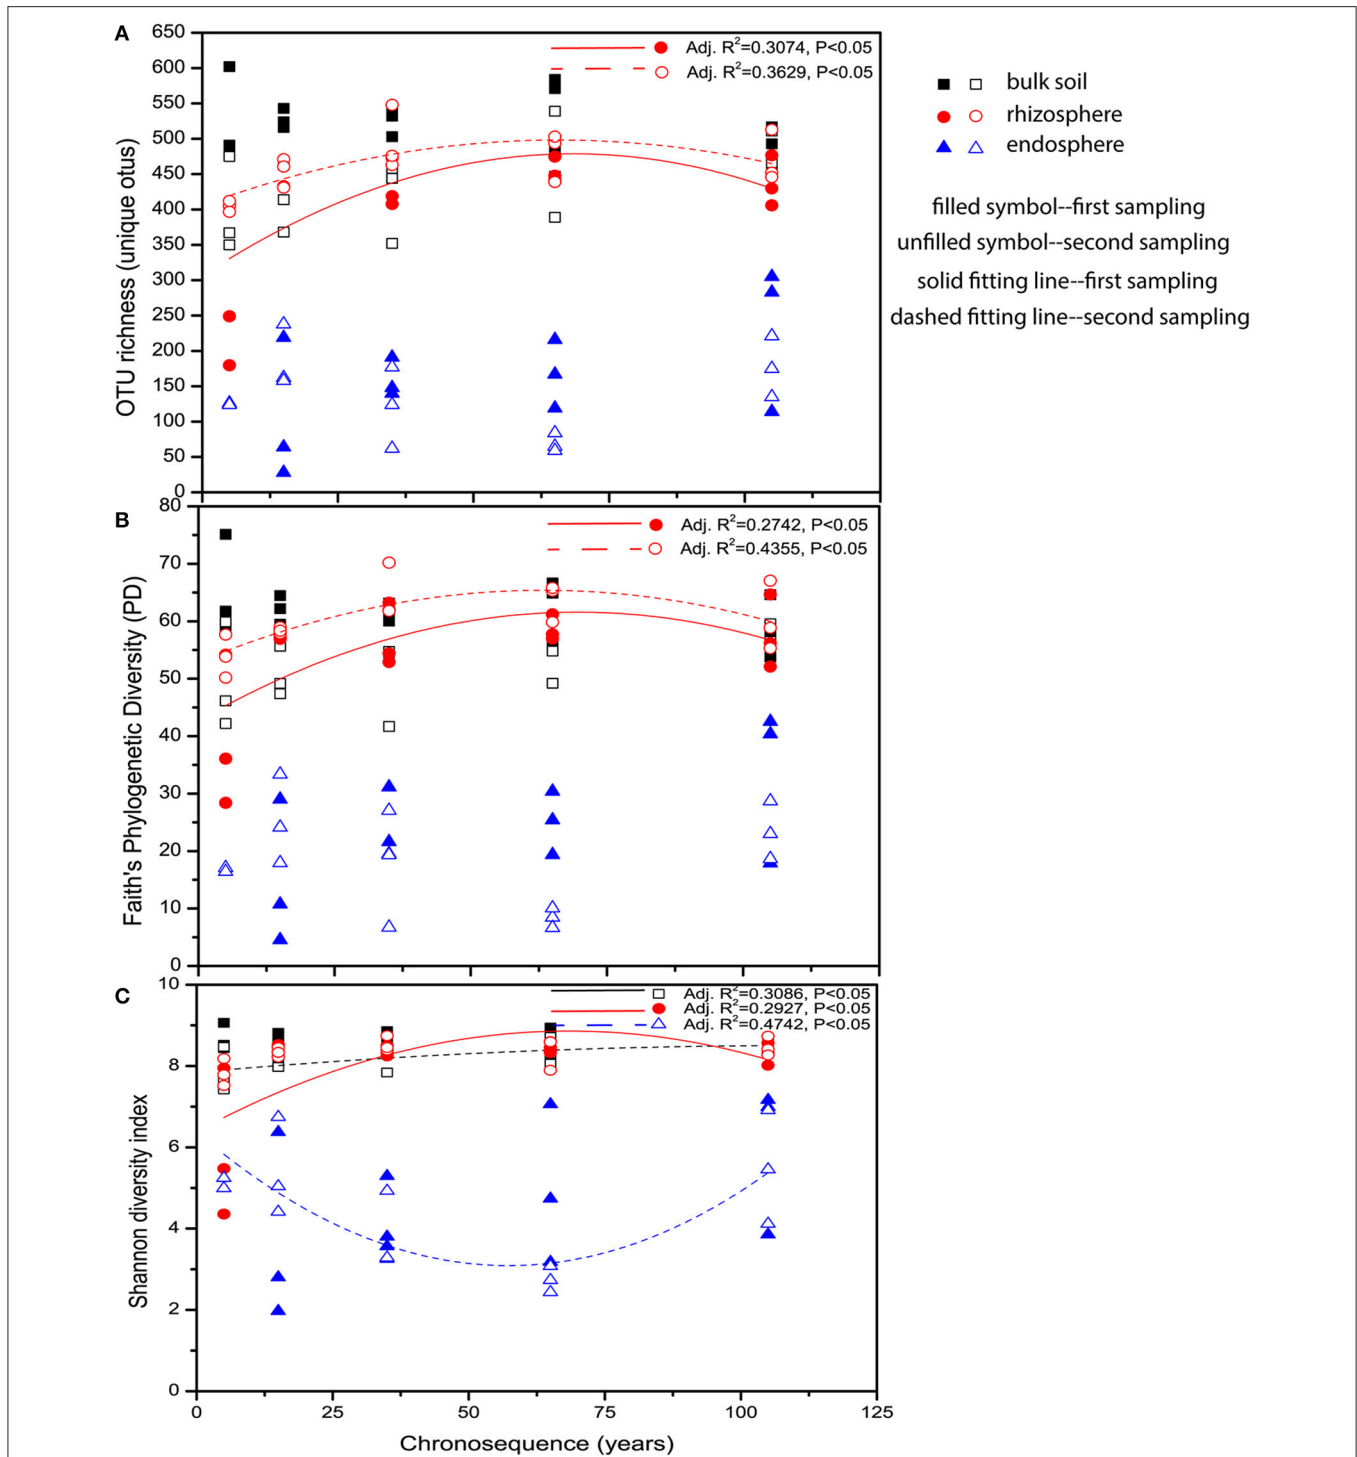 A
650
600
550
500
450
400
350
300
250
200
150
100
50
0
OTU richness (unique otus)
Adj. R²=0.3074, P<0.05
Adj. R²=0.3629, P<0.05
bulk soil
rhizosphere
endosphere
filled symbol--first sampling
unfilled symbol--second sampling
solid fitting line--first sampling
dashed fitting line--second sampling
B
80
70
60
50
40
30
20
10
0
Faith's Phylogenetic Diversity (PD)
Adj. R²=0.2742, P<0.05
Adj. R²=0.4355, P<0.05
C
10
8
6
4
2
0
Shannon diversity index
Adj. R²=0.3086, P<0.05
Adj. R²=0.2927, P<0.05
Adj. R²=0.4742, P<0.05
0 25 50 75 100 125
Chronosequence (years)